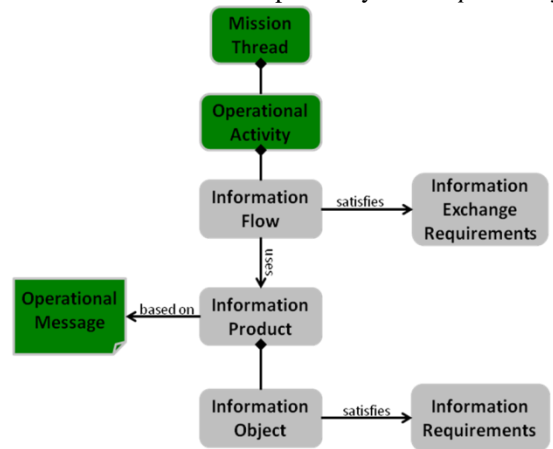 Mission
Thread
Operational
Activity
Information
Flow
satisfies
Information
Exchange
Requirements
uses
Operational
Message
based on
Information
Product
Information
Object
satisfies
Information
Requirements